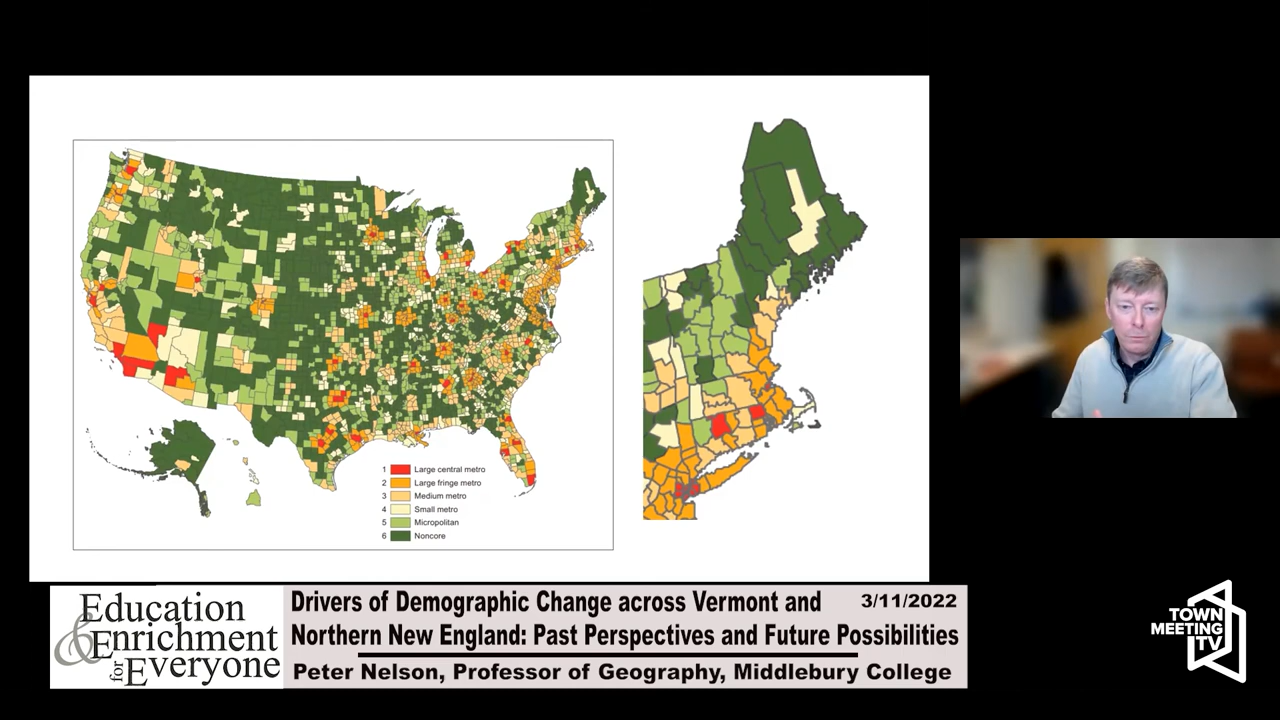 1 Large central metro
2 Large fringe metro
3 Medium metro
4 Small metro
5 Micropolitan
6 Noncore
Education
& Enrichment
for Everyone
Drivers of Demographic Change across Vermont and
3/11/2022
Northern New England: Past Perspectives and Future Possibilities
Peter Nelson, Professor of Geography, Middlebury College
TOWN
MEETING
TV